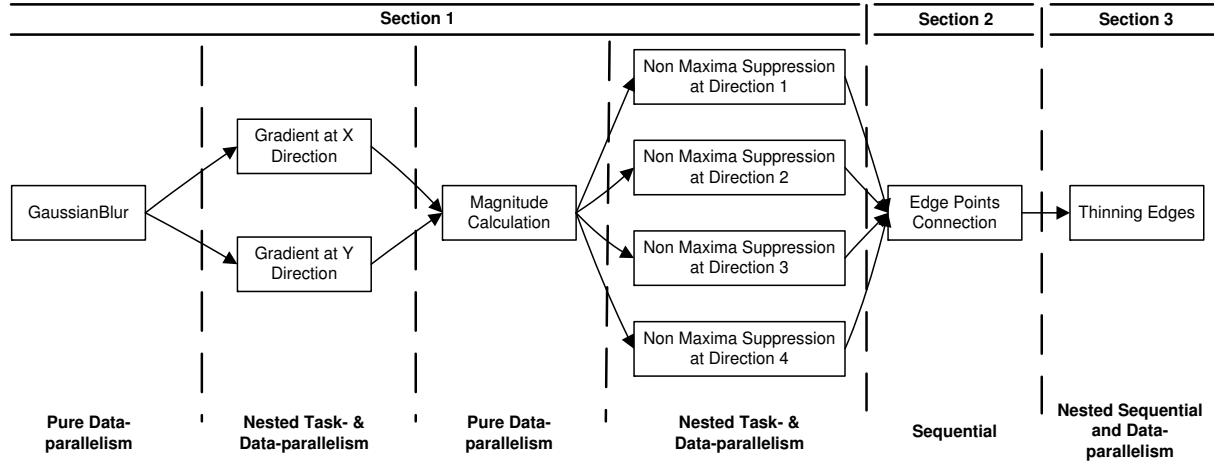 Section 1
Section 2
Section 3
GaussianBlur
Gradient at X
Direction
Gradient at Y
Direction
Magnitude
Calculation
Non Maxima Suppression
at Direction 1
Non Maxima Suppression
at Direction 2
Non Maxima Suppression
at Direction 3
Non Maxima Suppression
at Direction 4
Edge Points
Connection
Thinning Edges
Pure Data-
parallelism
Nested Task- &
Data-parallelism
Pure Data-
parallelism
Nested Task- &
Data-parallelism
Sequential
Nested Sequential
and Data-
parallelism